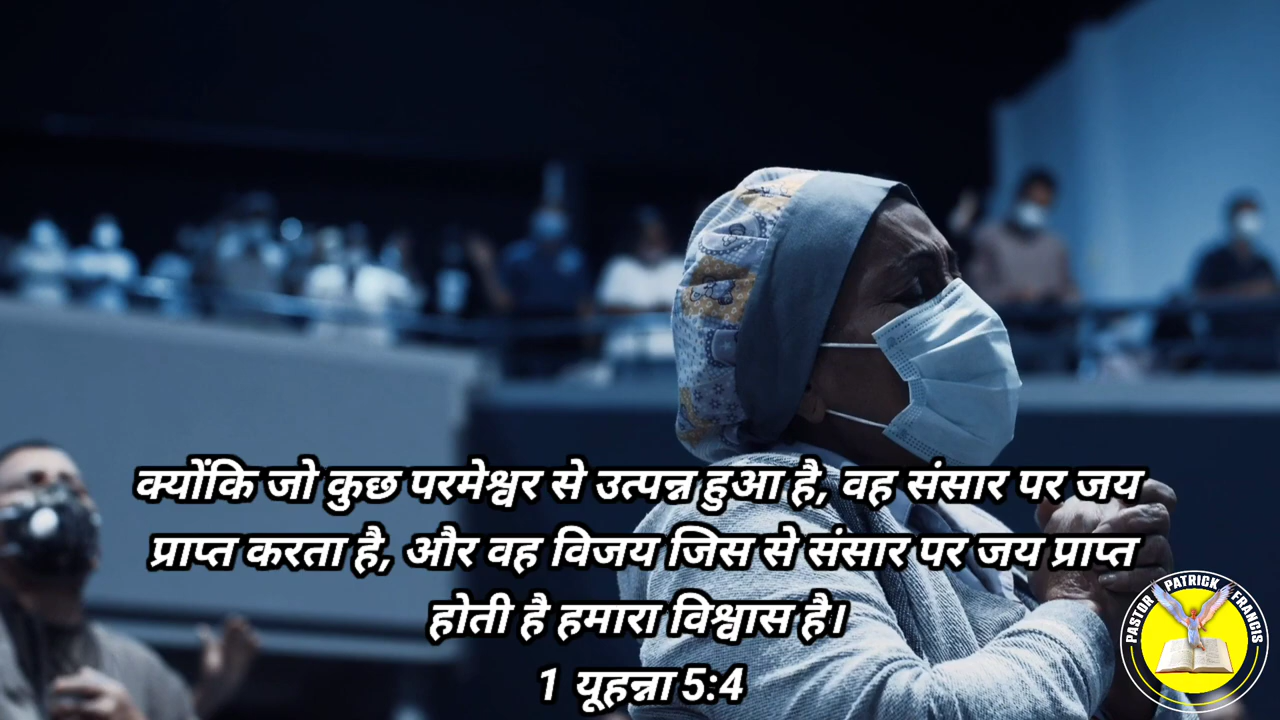 क्योंकि जो कुछ परमेश्वर से उत्पन्न हुआ है, वह संसार पर जय
प्राप्त करता है, और वह विजय जिस से संसार पर जय प्राप्त
होती है हमारा विश्वास है।
1 यूहन्ना 5:4
PASTOR PATRICK FRANCIS